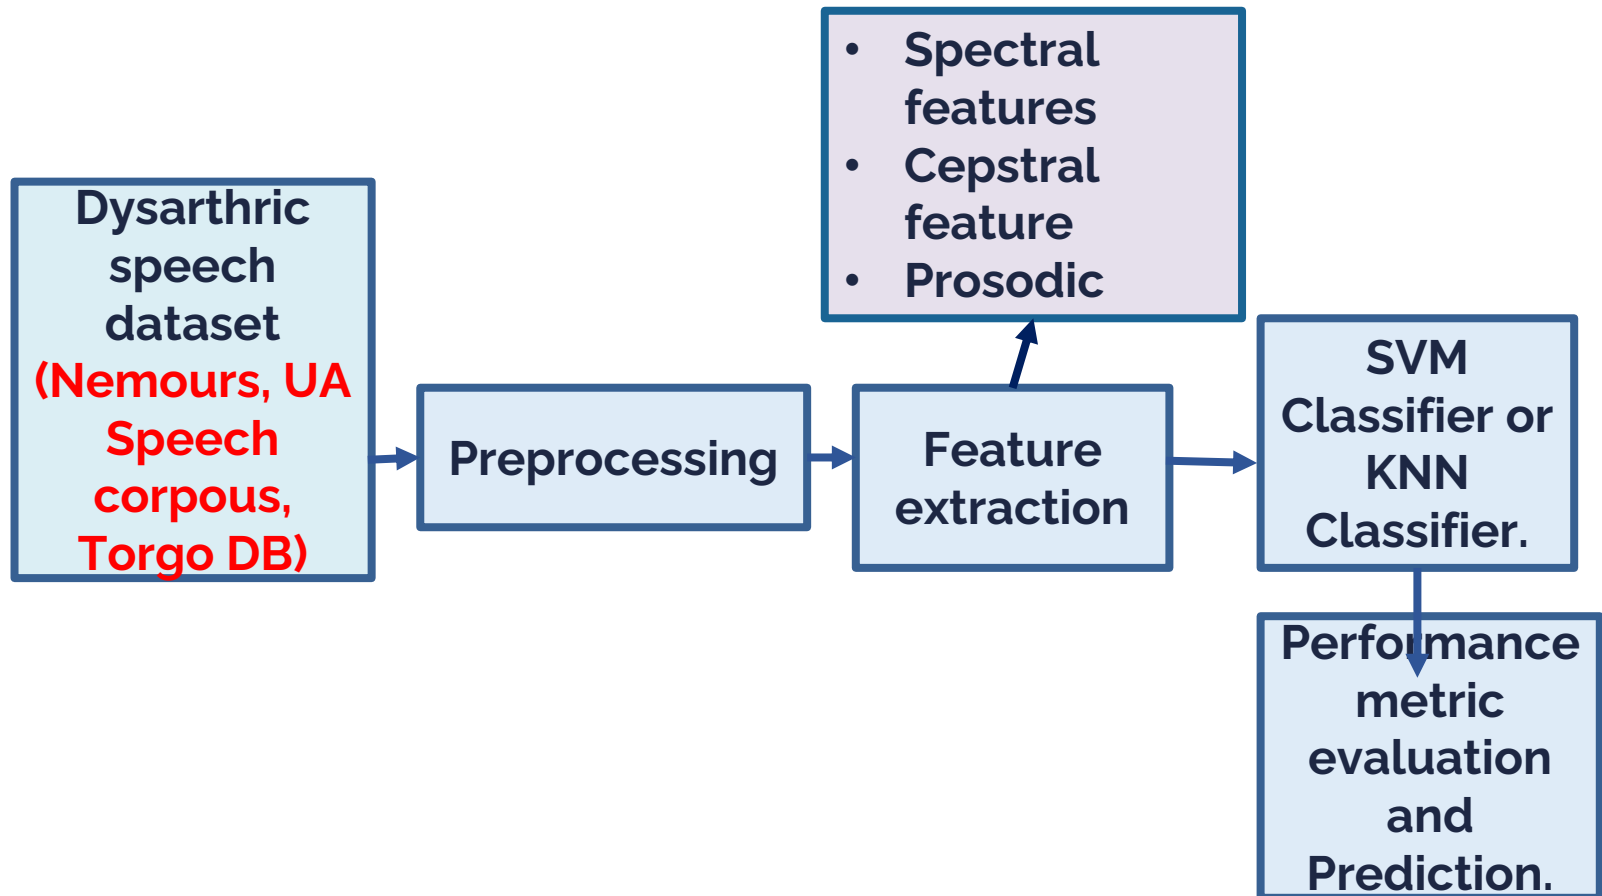 Dysarthric
speech
dataset
(Nemours, UA
Speech
corpous,
Torgo DB)
Preprocessing
Feature
extraction
• Spectral
features
• Cepstral
feature
• Prosodic
SVM
Classifier or
KNN
Classifier.
Performance
metric
evaluation
and
Prediction.